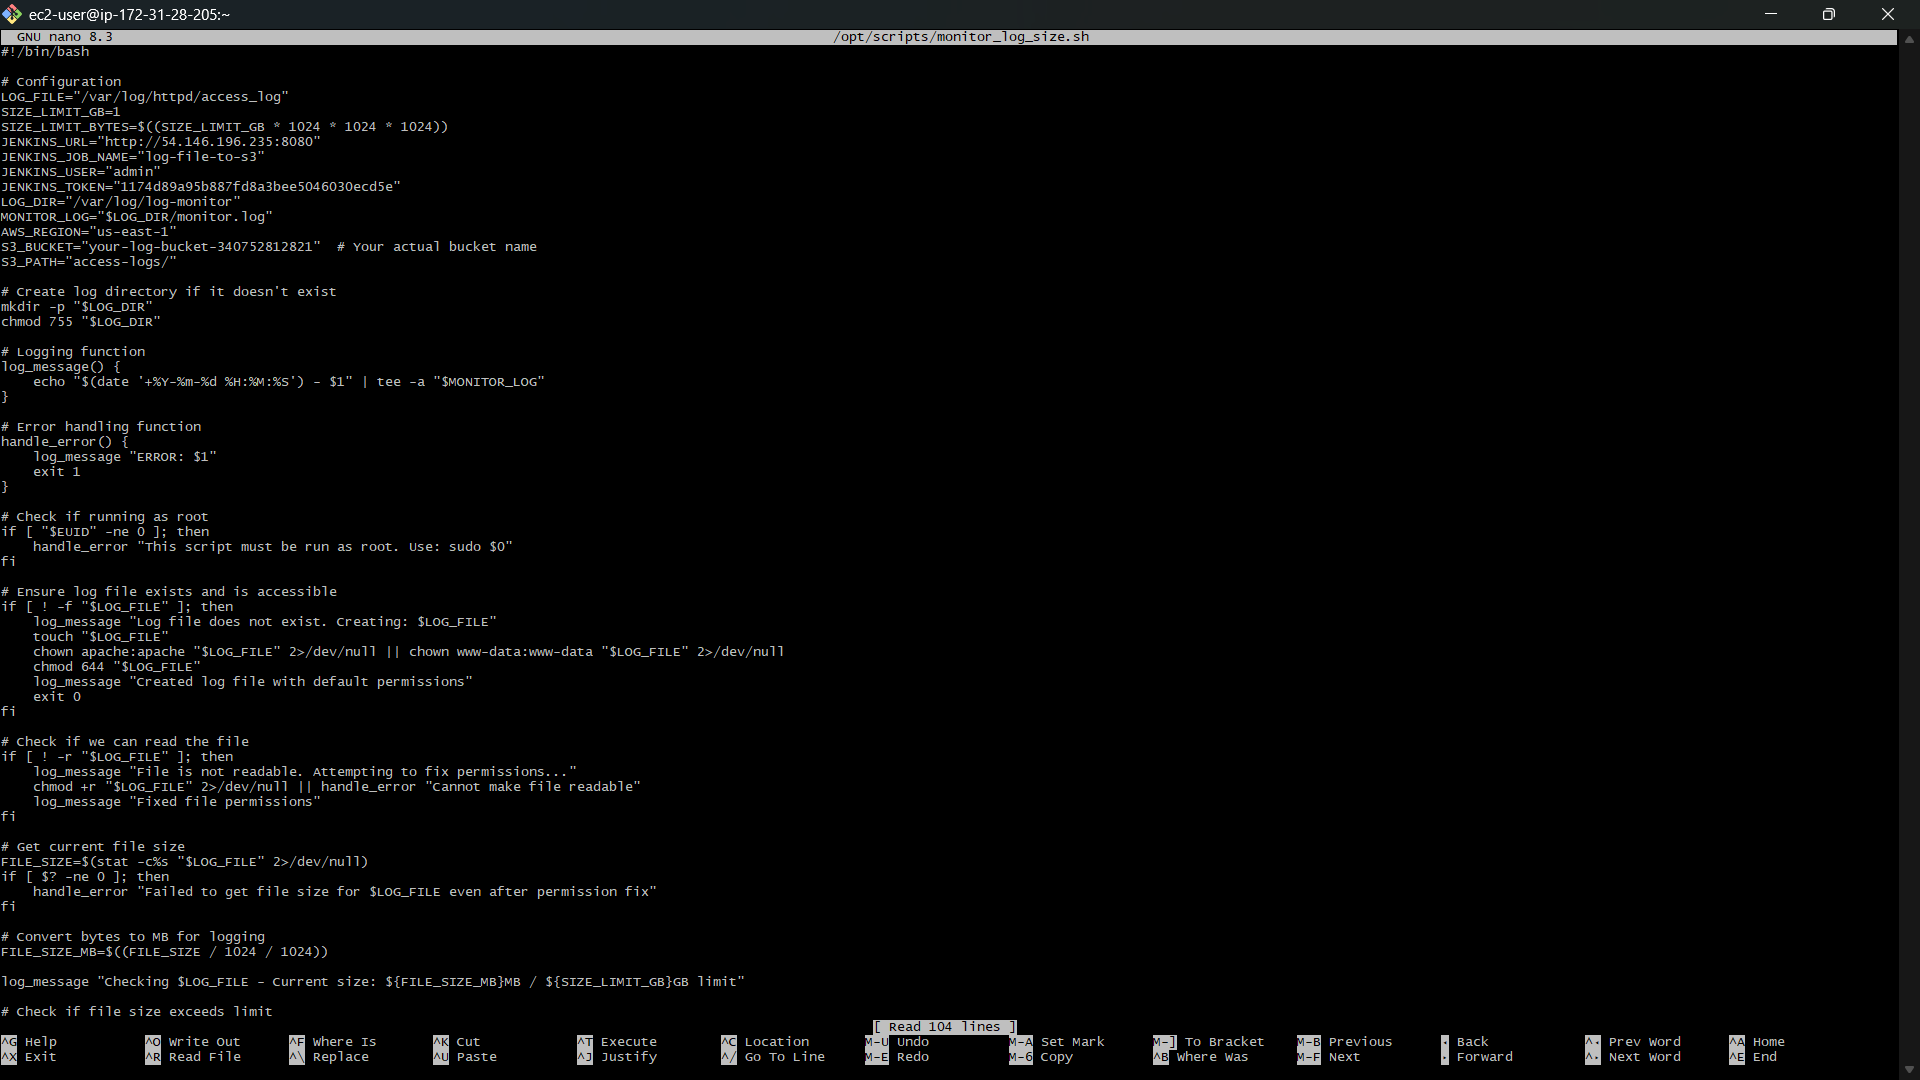 ec2-user@ip-172-31-28-205:~
GNU nano 8.3 /opt/scripts/monitor_log_size.sh
#!/bin/bash

# Configuration
LOG_FILE="/var/log/httpd/access_log"
SIZE_LIMIT_GB=1
SIZE_LIMIT_BYTES=$((SIZE_LIMIT_GB * 1024 * 1024 * 1024))
JENKINS_URL="http://54.146.196.235:8080"
JENKINS_JOB_NAME="log-file-to-s3"
JENKINS_USER="admin"
JENKINS_TOKEN="1174d89a95b887fd8a3bee5046030ecd5e"
LOG_DIR="/var/log/log-monitor"
MONITOR_LOG="$LOG_DIR/monitor.log"
AWS_REGION="us-east-1"
S3_BUCKET="your-log-bucket-340752812821"  # Your actual bucket name
S3_PATH="access-logs/"

# Create log directory if it doesn't exist
mkdir -p "$LOG_DIR"
chmod 755 "$LOG_DIR"

# Logging function
log_message() {
    echo "$(date '+%Y-%m-%d %H:%M:%S') - $1" | tee -a "$MONITOR_LOG"
}

# Error handling function
handle_error() {
    log_message "ERROR: $1"
    exit 1
}

# Check if running as root
if [ "$EUID" -ne 0 ]; then
    handle_error "This script must be run as root. Use: sudo $0"
fi

# Ensure log file exists and is accessible
if [ ! -f "$LOG_FILE" ]; then
    log_message "Log file does not exist. Creating: $LOG_FILE"
    touch "$LOG_FILE"
    chown apache:apache "$LOG_FILE" 2>/dev/null || chown www-data:www-data "$LOG_FILE" 2>/dev/null
    chmod 644 "$LOG_FILE"
    log_message "Created log file with default permissions"
    exit 0
fi

# Check if we can read the file
if [ ! -r "$LOG_FILE" ]; then
    log_message "File is not readable. Attempting to fix permissions..."
    chmod +r "$LOG_FILE" 2>/dev/null || handle_error "Cannot make file readable"
    log_message "Fixed file permissions"
fi

# Get current file size
FILE_SIZE=$(stat -c%s "$LOG_FILE" 2>/dev/null)
if [ $? -ne 0 ]; then
    handle_error "Failed to get file size for $LOG_FILE even after permission fix"
fi

# Convert bytes to MB for logging
FILE_SIZE_MB=$((FILE_SIZE / 1024 / 1024))

log_message "Checking $LOG_FILE - Current size: ${FILE_SIZE_MB}MB / ${SIZE_LIMIT_GB}GB limit"

# Check if file size exceeds limit
[ Read 104 lines ]
^G Help ^O Write Out ^F Where Is ^K Cut ^T Execute ^C Location M-U Undo M-A Set Mark M-] To Bracket M-B Previous Back Prev Word ^A Home
^X Exit ^R Read File ^\ Replace ^U Paste ^J Justify ^/ Go To Line M-E Redo M-6 Copy ^B Where Was M-F Next Forward Next Word ^E End